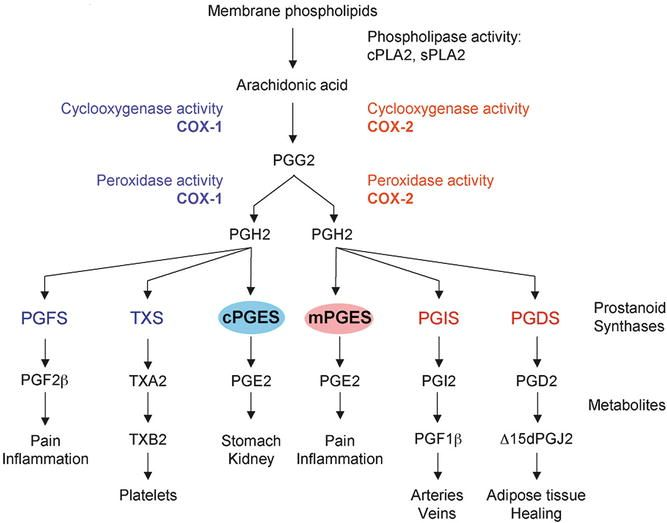 Membrane phospholipids
Phospholipase activity:
cPLA2, sPLA2
Arachidonic acid
Cyclooxygenase activity
COX-1
Cyclooxygenase activity
COX-2
PGG2
Peroxidase activity
COX-1
Peroxidase activity
COX-2
PGH2 PGH2
PGFS TXS cPGES mPGES PGIS PGDS
Prostanoid
Synthases
PGF2β TXA2 PGE2 PGE2 PGI2 PGD2
Metabolites
Pain
Inflammation
TXB2
Stomach
Kidney
Pain
Inflammation
PGF1β
Δ15dPGJ2
Platelets
Arteries
Veins
Adipose tissue
Healing